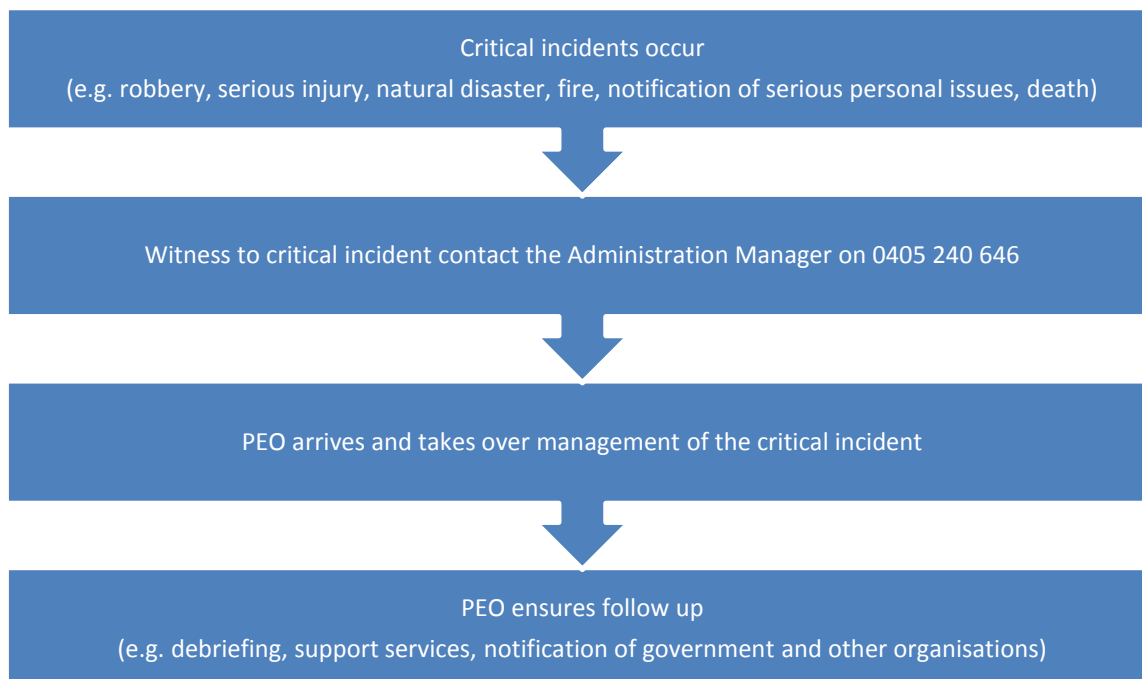 Critical incidents occur
(e.g. robbery, serious injury, natural disaster, fire, notification of serious personal issues, death)
Witness to critical incident contact the Administration Manager on 0405 240 646
PEO arrives and takes over management of the critical incident
PEO ensures follow up
(e.g. debriefing, support services, notification of government and other organisations)